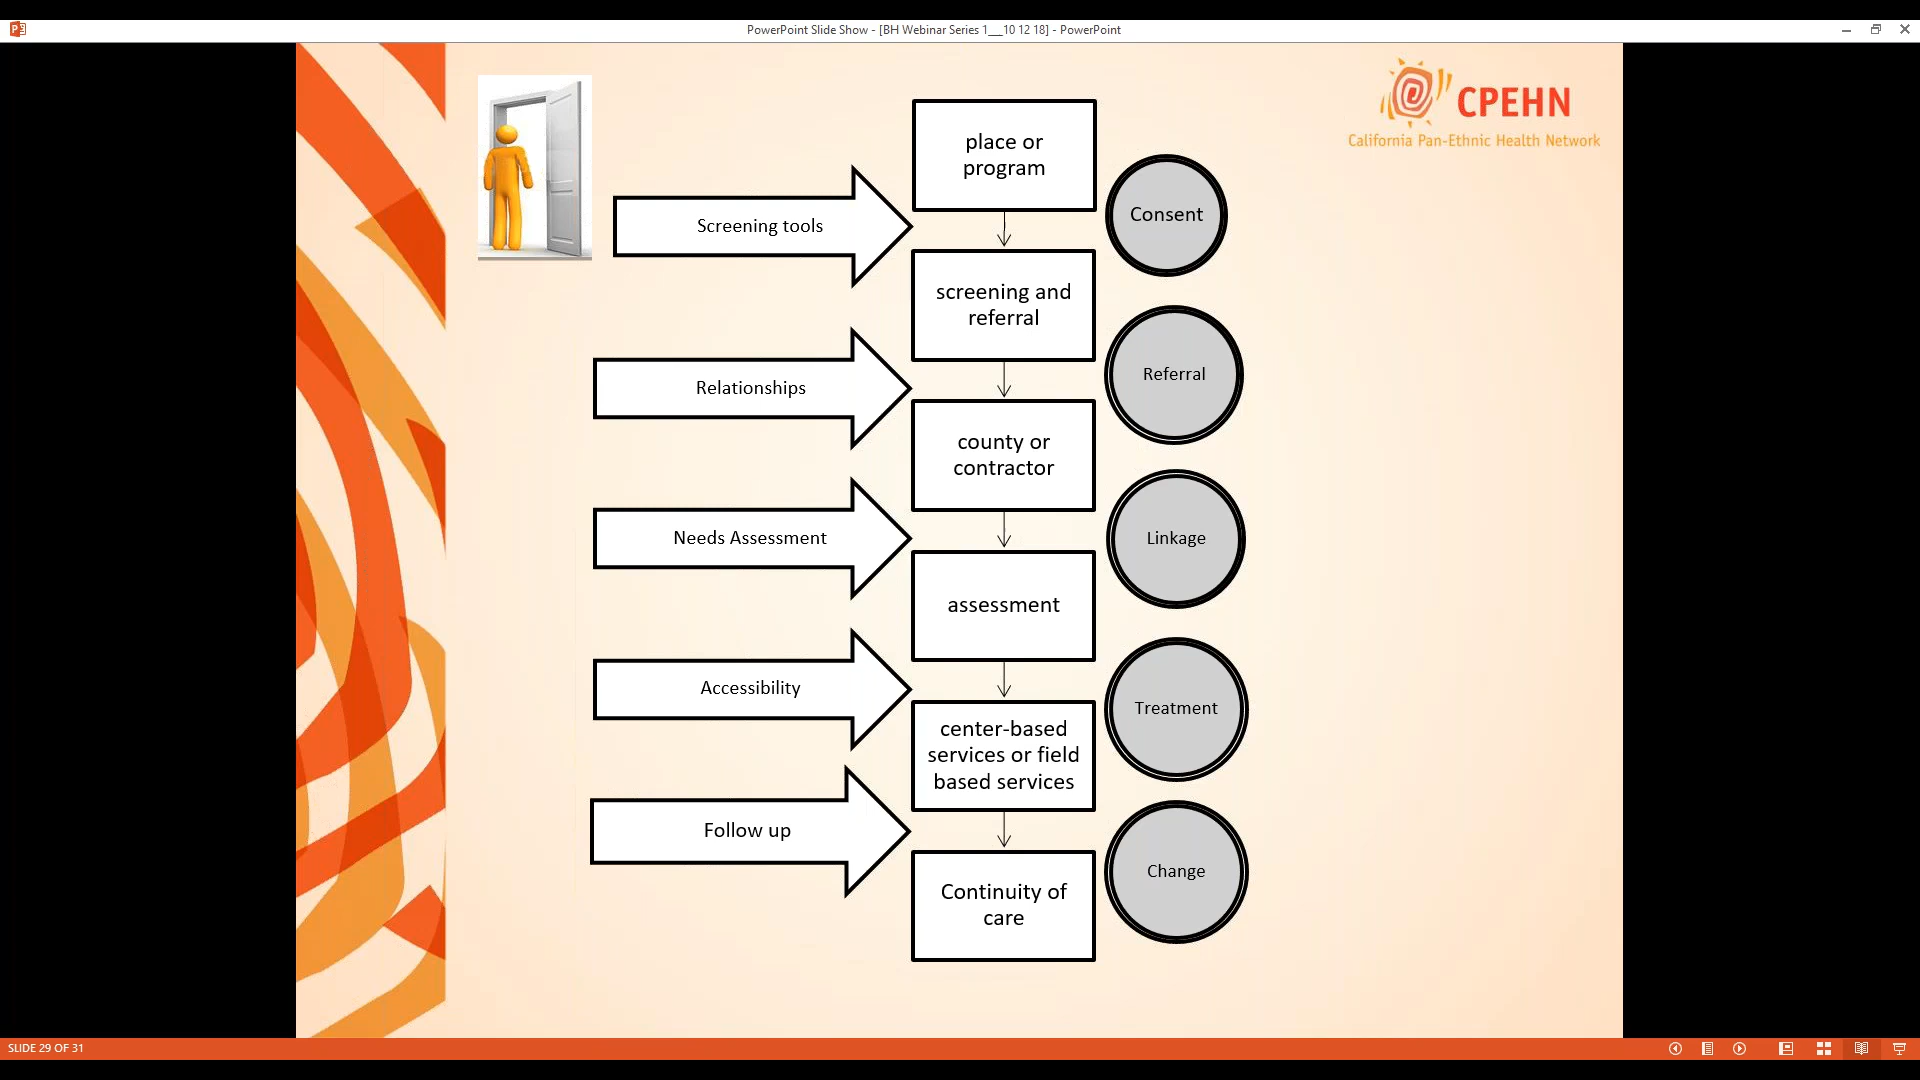 PowerPoint Slide Show - [BH Webinar Series 1__10 12 18] - PowerPoint
CPEHN
California Pan-Ethnic Health Network
place or
program
Consent
Screening tools
screening and
referral
Referral
Relationships
county or
contractor
Linkage
Needs Assessment
assessment
Accessibility
Treatment
center-based
services or field
based services
Follow up
Change
Continuity of
care
SLIDE 29 OF 31